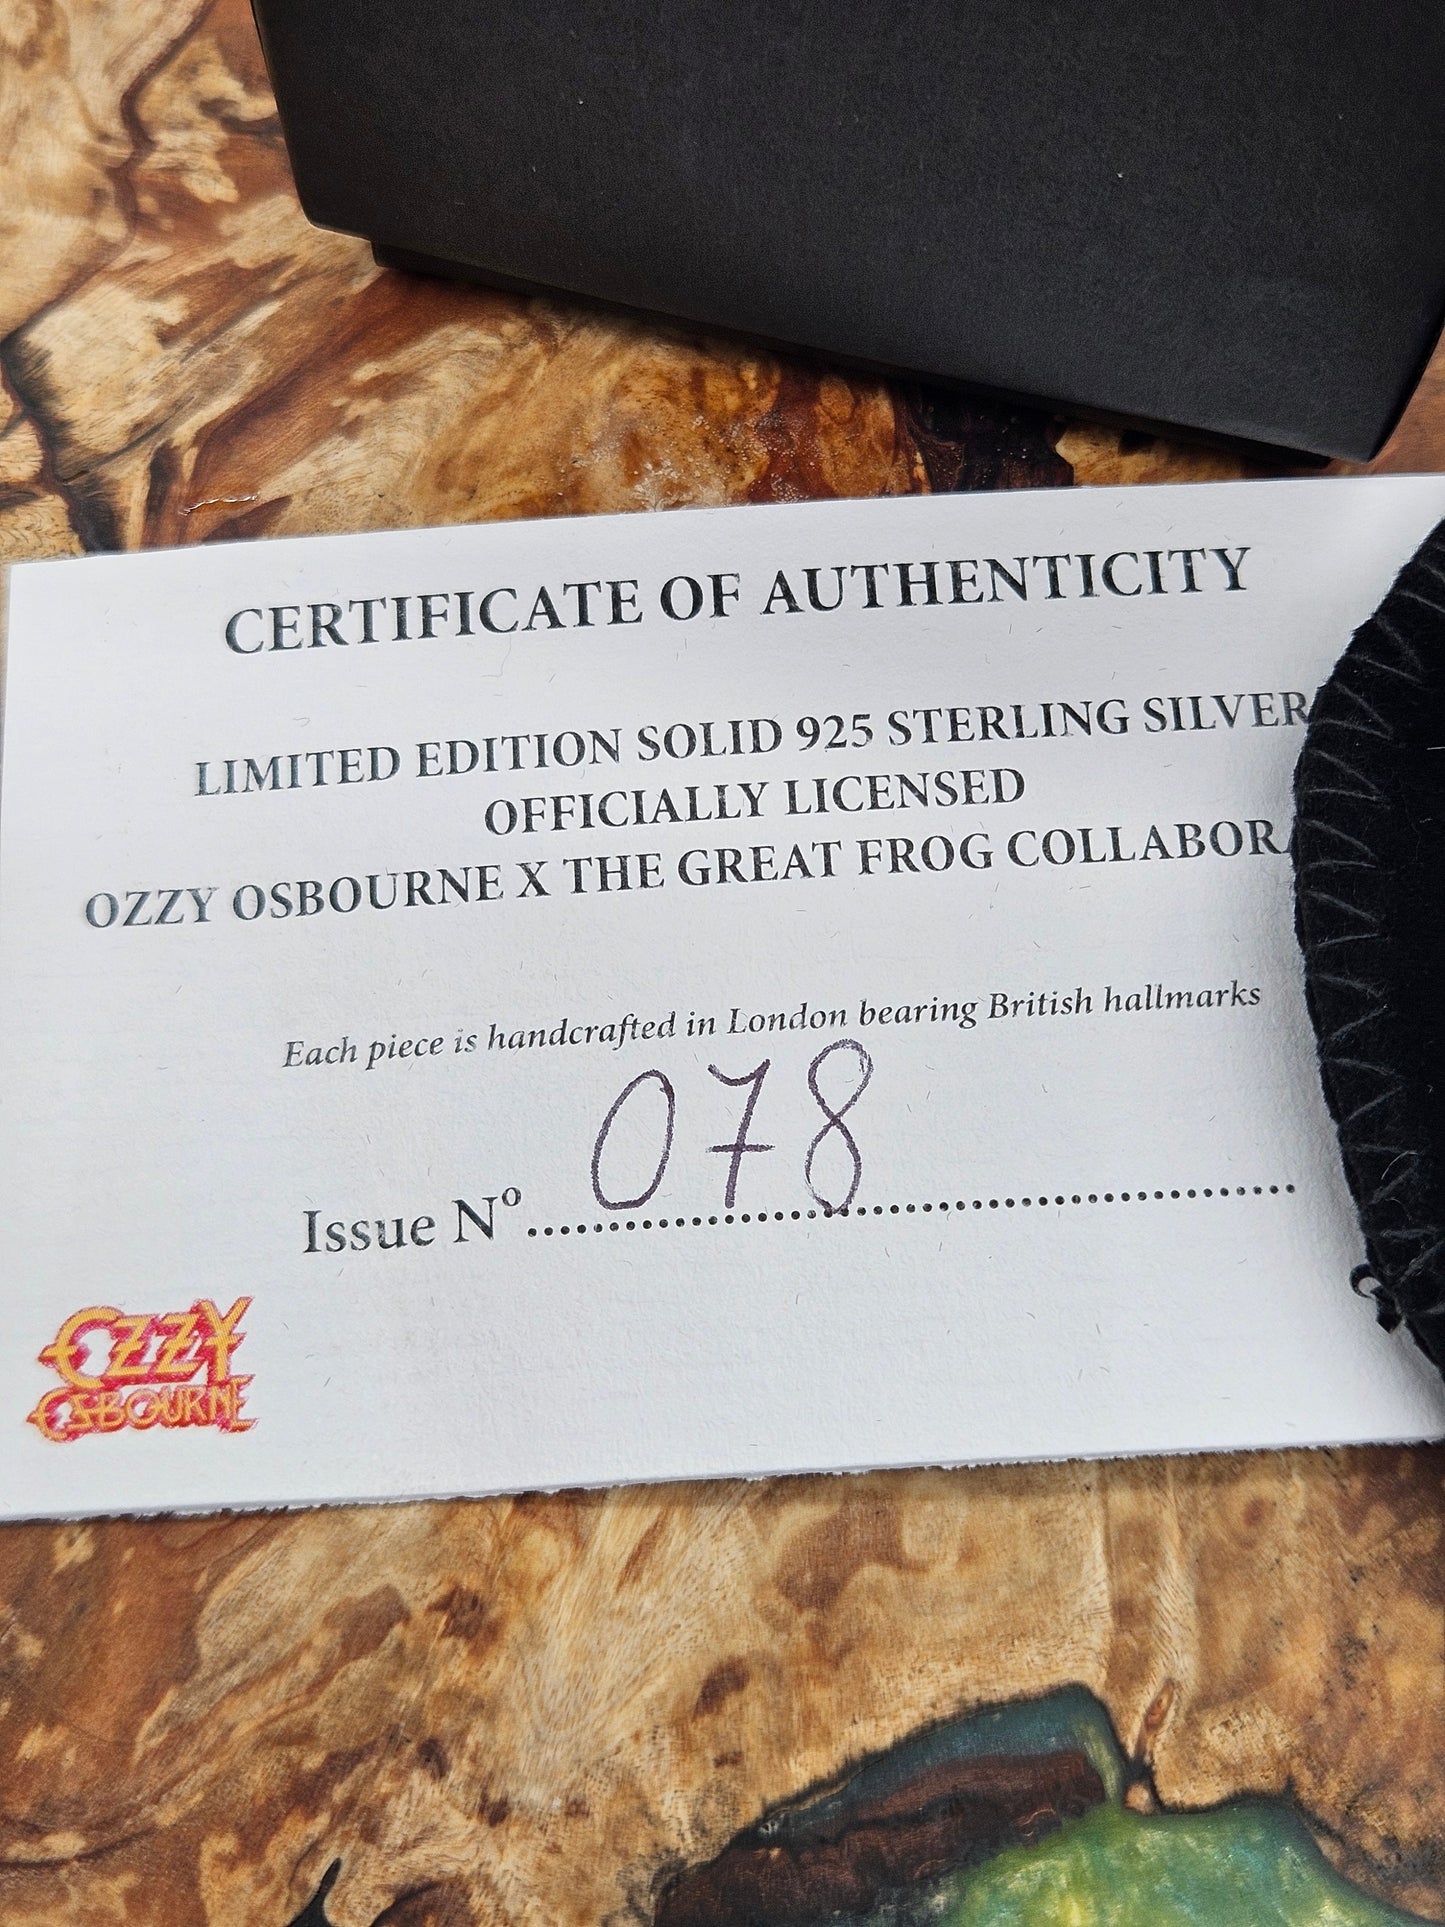 CERTIFICATE OF AUTHENTICITY
LIMITED EDITION SOLID 925 STERLING SILVER
OFFICIALLY LICENSED
OZZY OSBOURNE X THE GREAT FROG
Each piece is handcrafted in London bearing British hallmarks
078
Issue Nº
OZZY
OSBOURNE